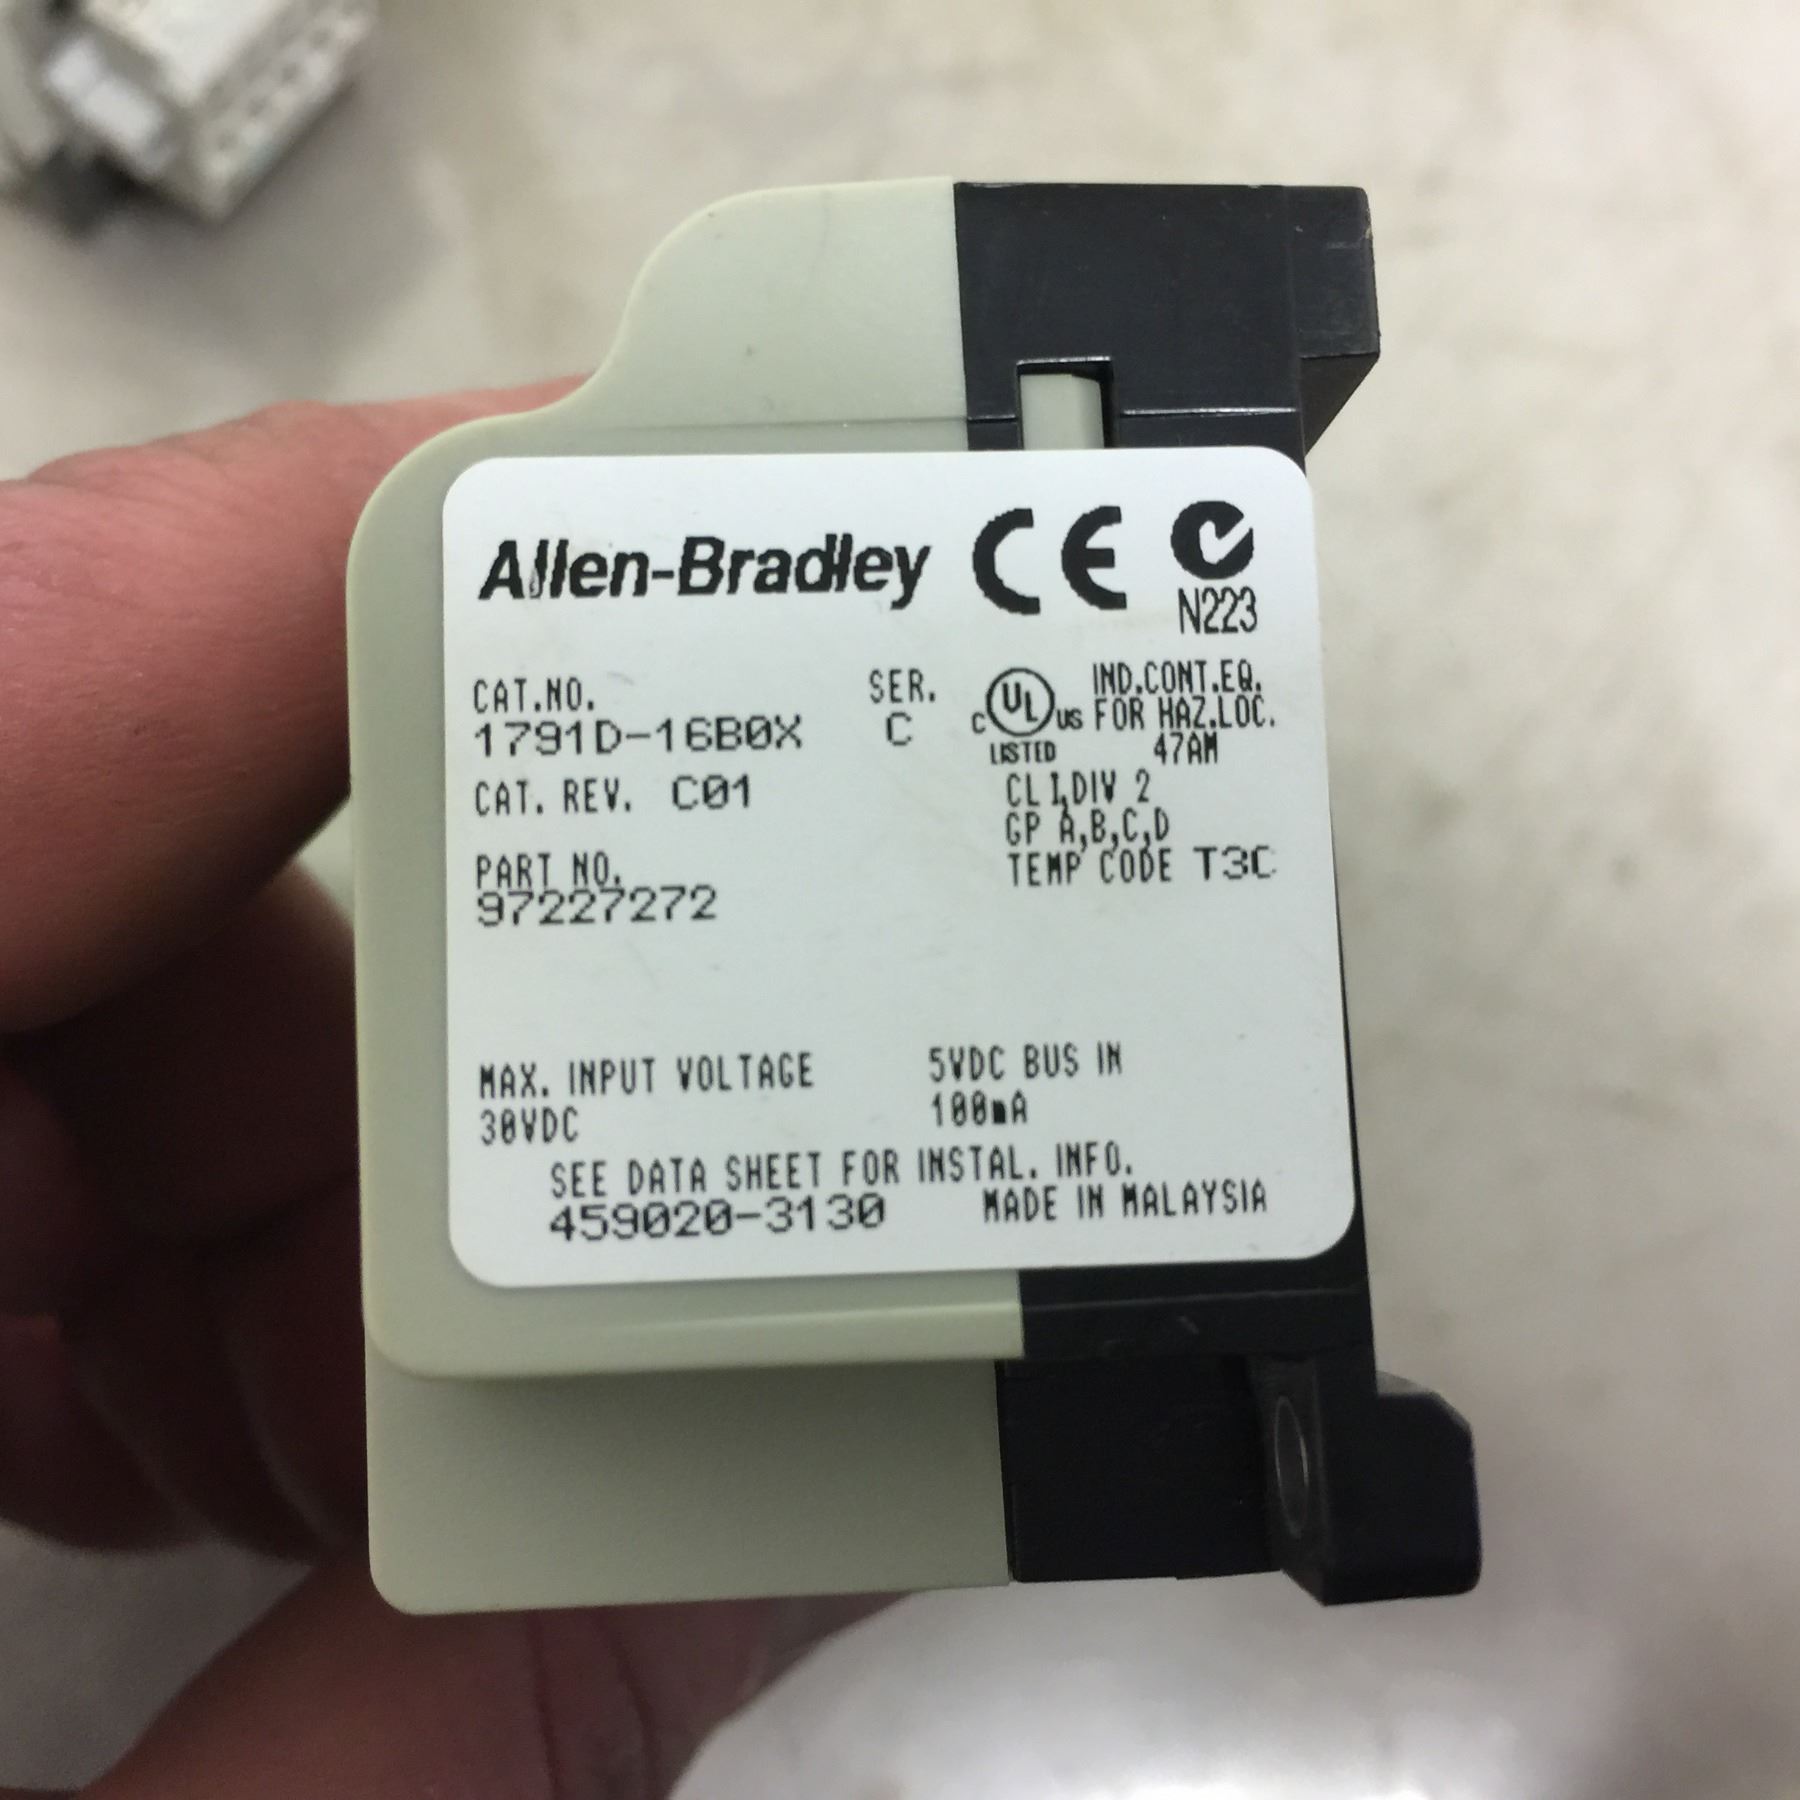 Allen-Bradley CE
N223
CAT.NO. SER.
1791D-16B0X C
CAT. REV. C01
PART NO.
97227272
C UL US IND.CONT.EQ.
FOR HAZ.LOC.
LISTED 47AM
CL I,DIV 2
GP A,B,C,D
TEMP CODE T3C
MAX. INPUT VOLTAGE 5VDC BUS IN
30VDC 100mA
SEE DATA SHEET FOR INSTAL. INFO.
459020-3130 MADE IN MALAYSIA